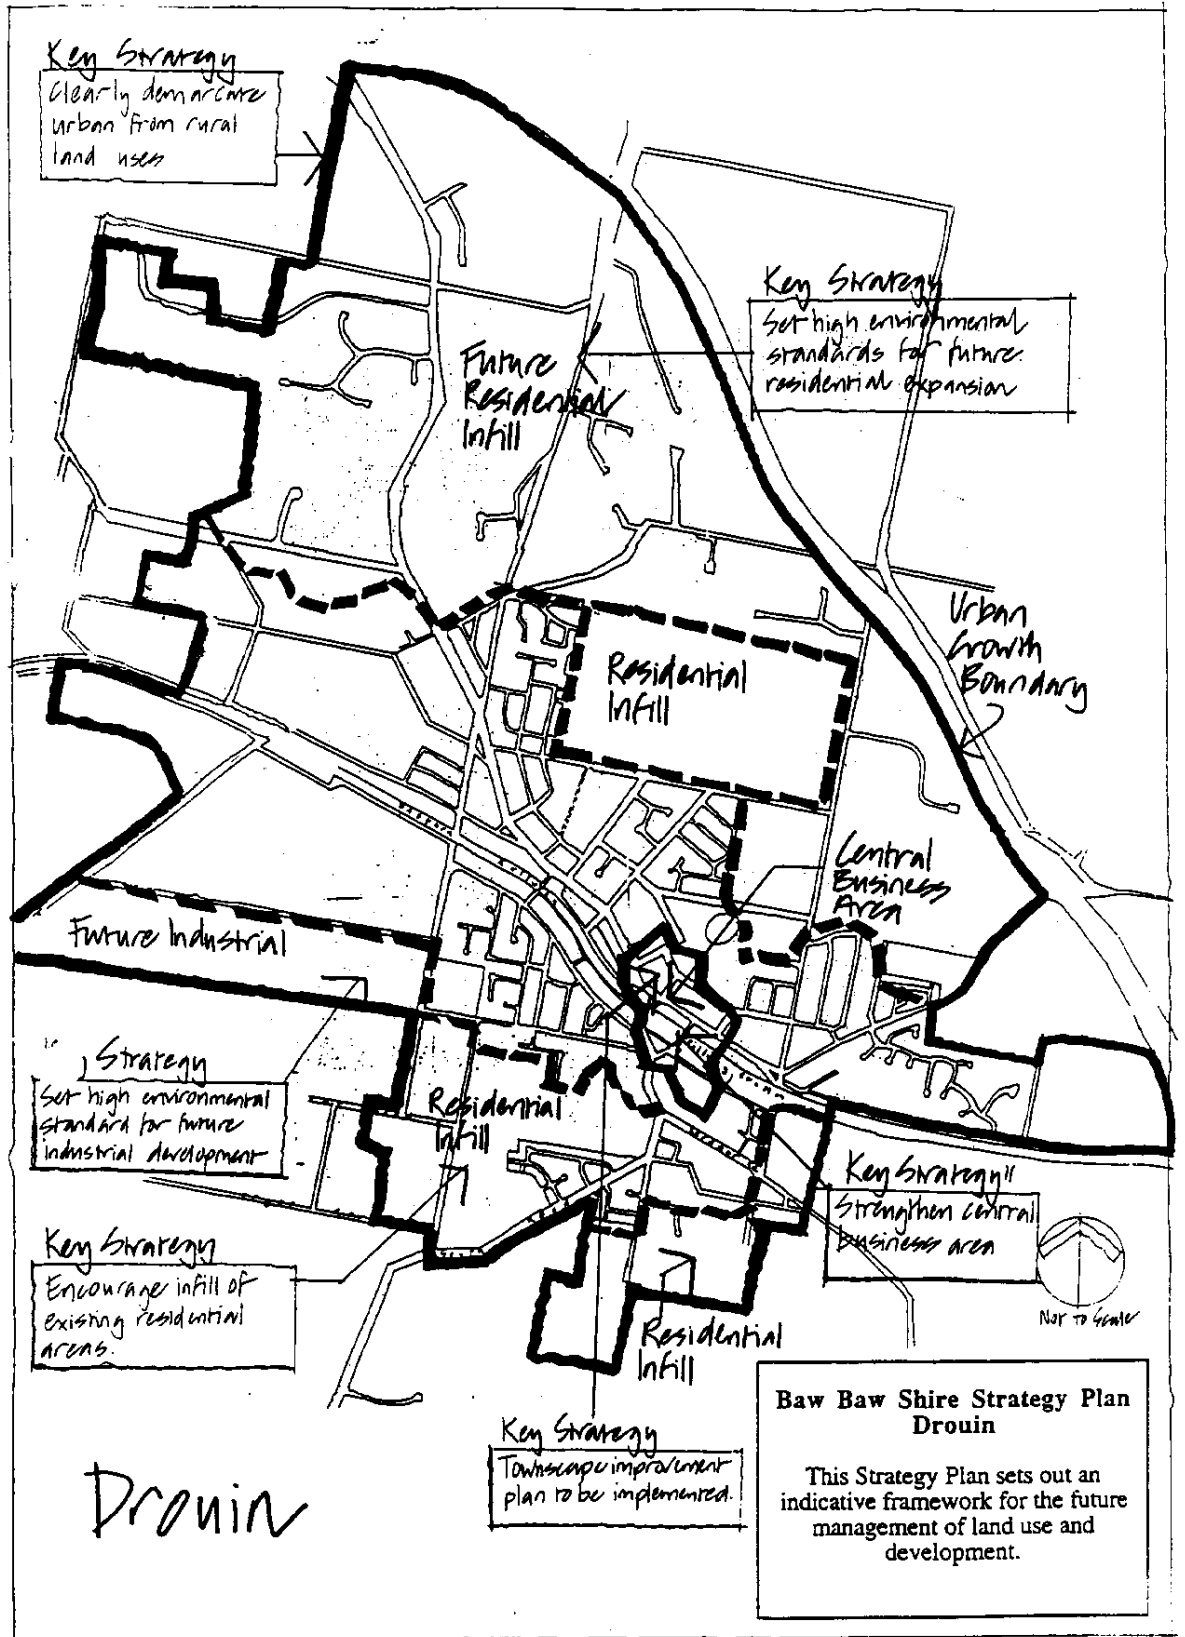 Key Strategy
Clearly demarcate
urban from rural
land uses
Key Strategy
Set high environmental
standards for future
residential expansion
Future
Residential
Infill
Urban
Growth
Boundary
Residential
Infill
Central
Business
Area
Future Industrial
Strategy
Set high environmental
standard for future
industrial development
Residential
Infill
Key Strategy
Strengthen central
business area
Key Strategy
Encourage infill of
existing residential
areas.
Not to Scale
Residential
Infill
Key Strategy
Townscape improvement
plan to be implemented.
Drouin
Baw Baw Shire Strategy Plan
Drouin
This Strategy Plan sets out an
indicative framework for the future
management of land use and
development.